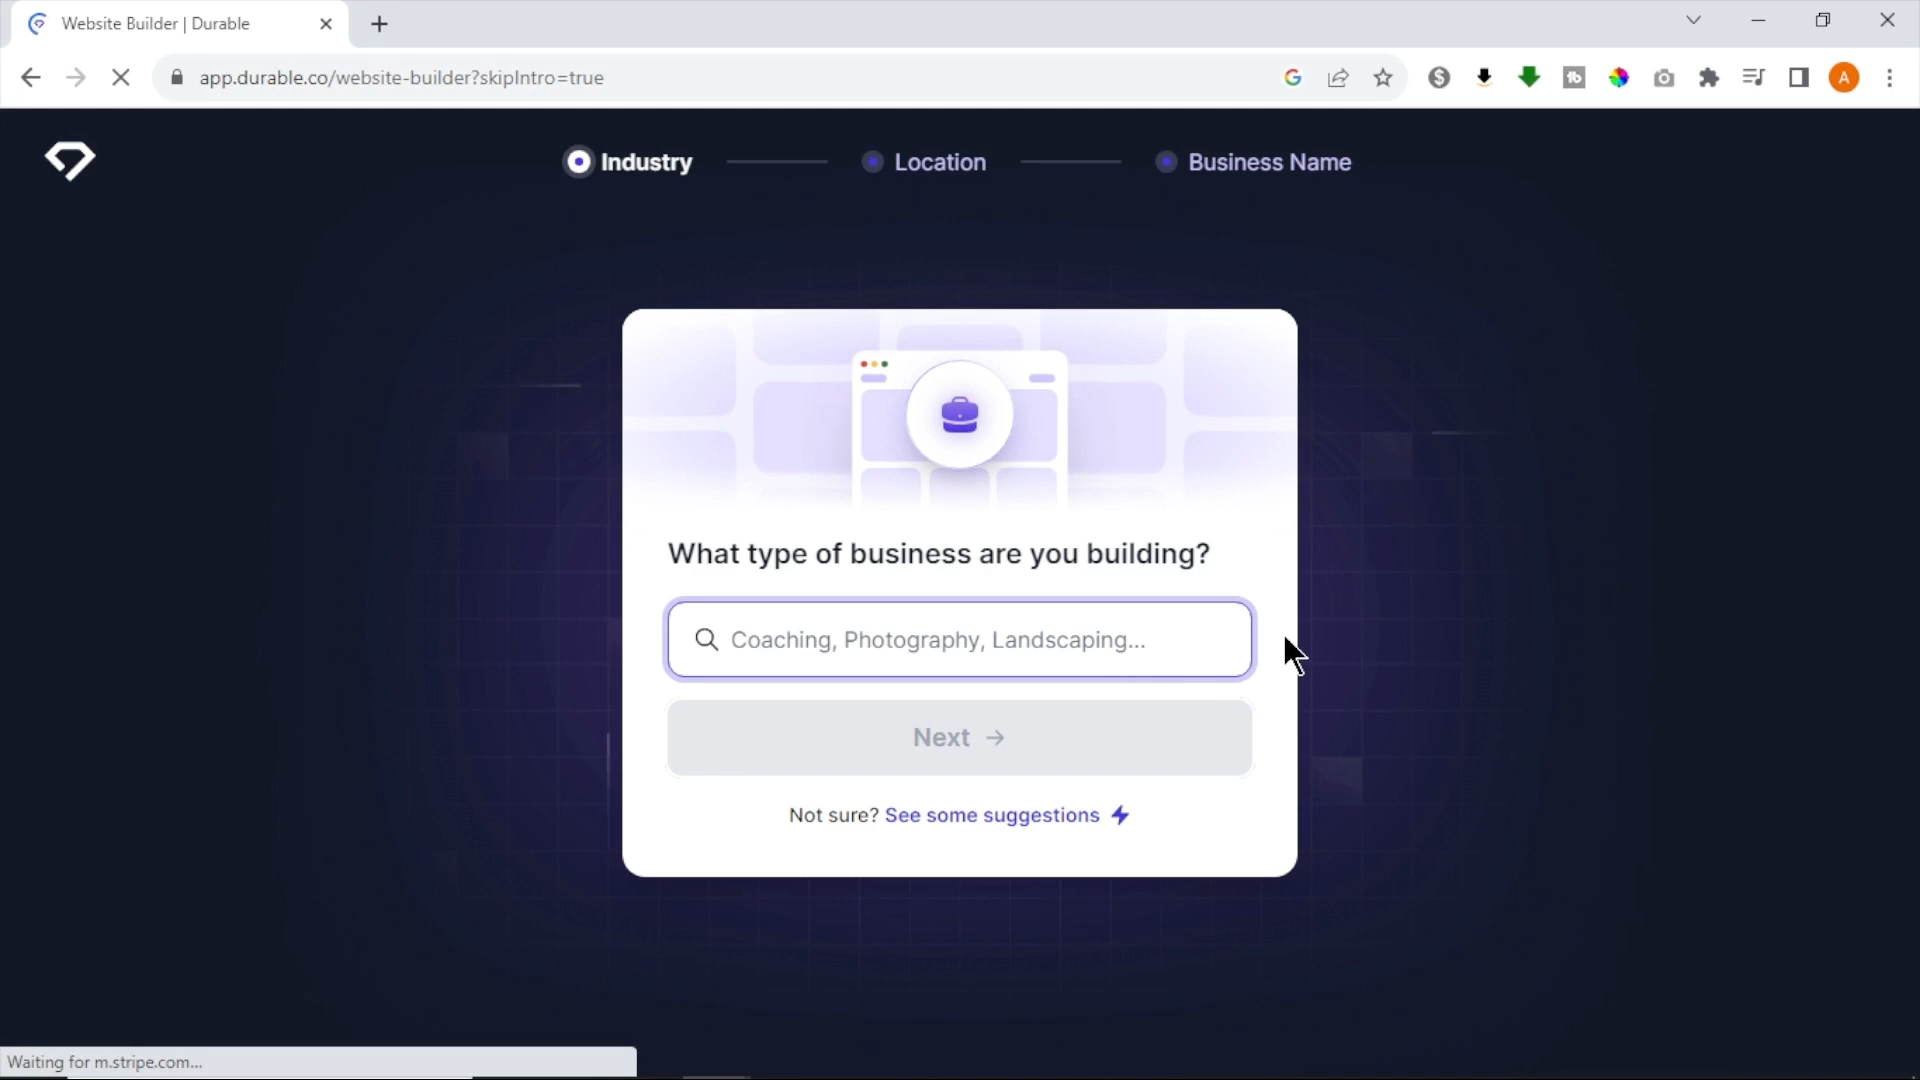 Website Builder | Durable
app.durable.co/website-builder?skipIntro=true
A
Industry
Location
Business Name
What type of business are you building?
Coaching, Photography, Landscaping...
Next →
Not sure? See some suggestions
Waiting for m.stripe.com...